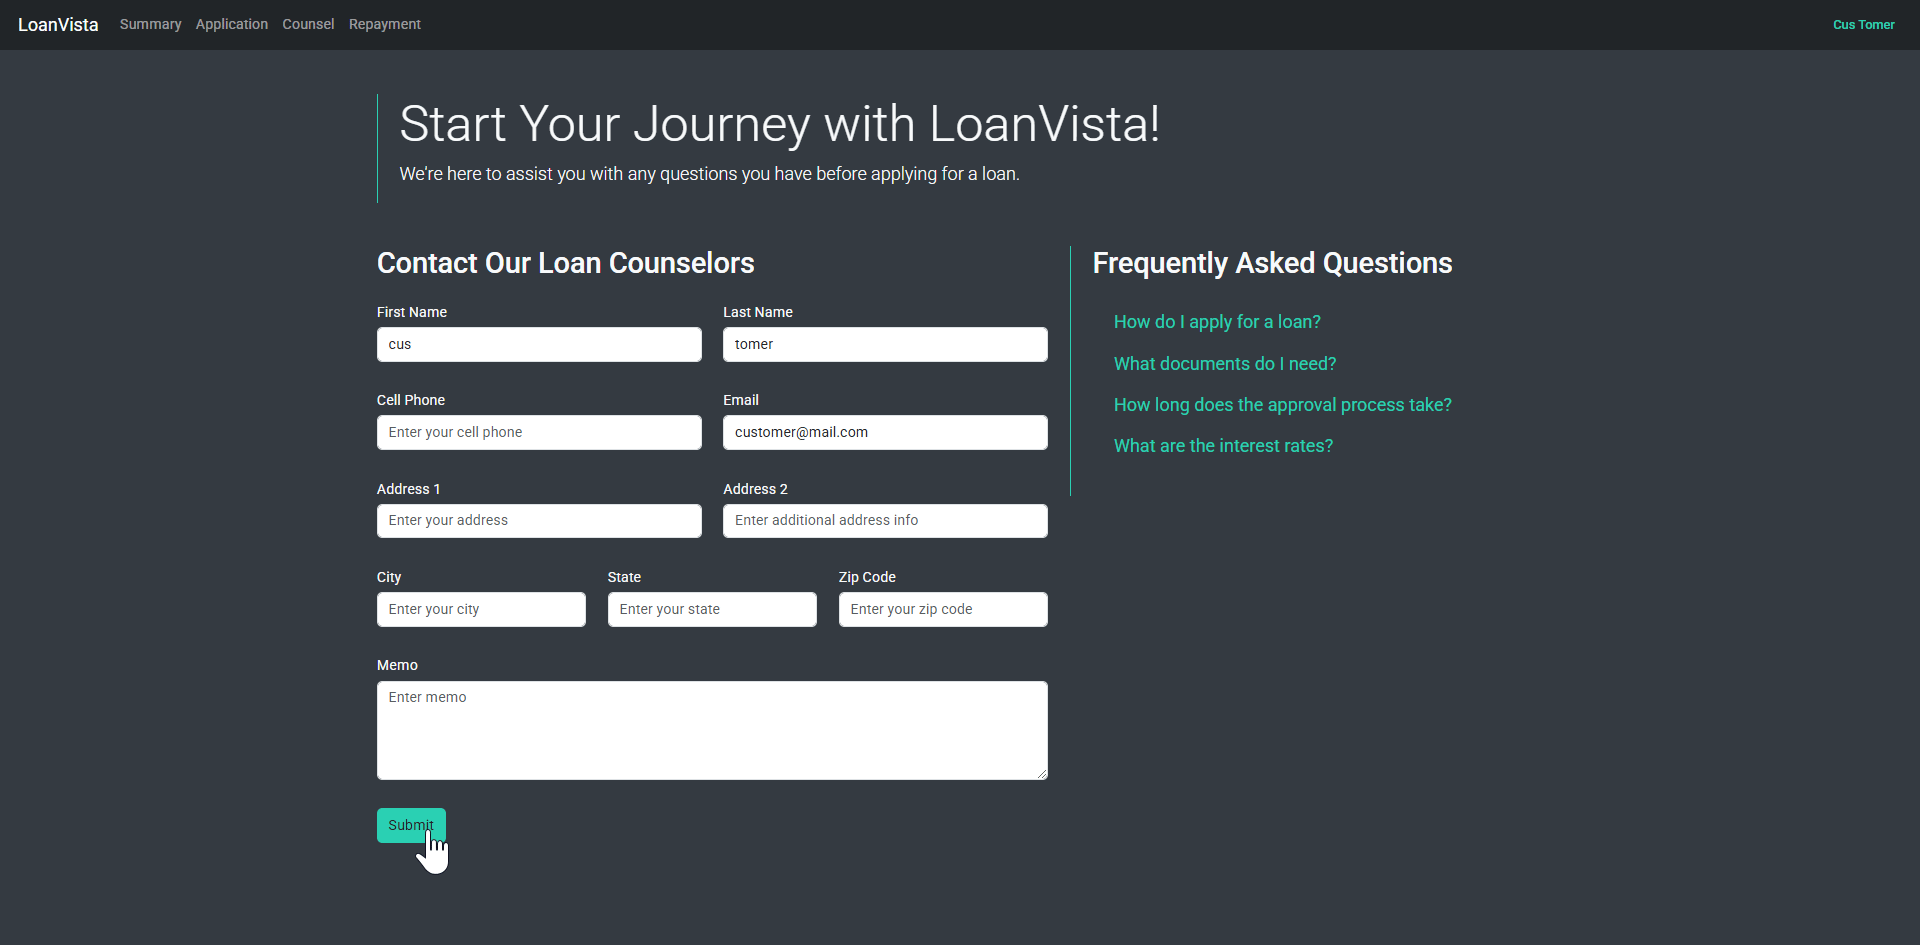 LoanVista Summary Application Counsel Repayment Cus Tomer
Start Your Journey with LoanVista!
We're here to assist you with any questions you have before applying for a loan.
Contact Our Loan Counselors
First Name Last Name
cus tomer
Cell Phone Email
Enter your cell phone customer@mail.com
Address 1 Address 2
Enter your address Enter additional address info
City State Zip Code
Enter your city Enter your state Enter your zip code
Memo
Enter memo
Submit
Frequently Asked Questions
How do I apply for a loan?
What documents do I need?
How long does the approval process take?
What are the interest rates?